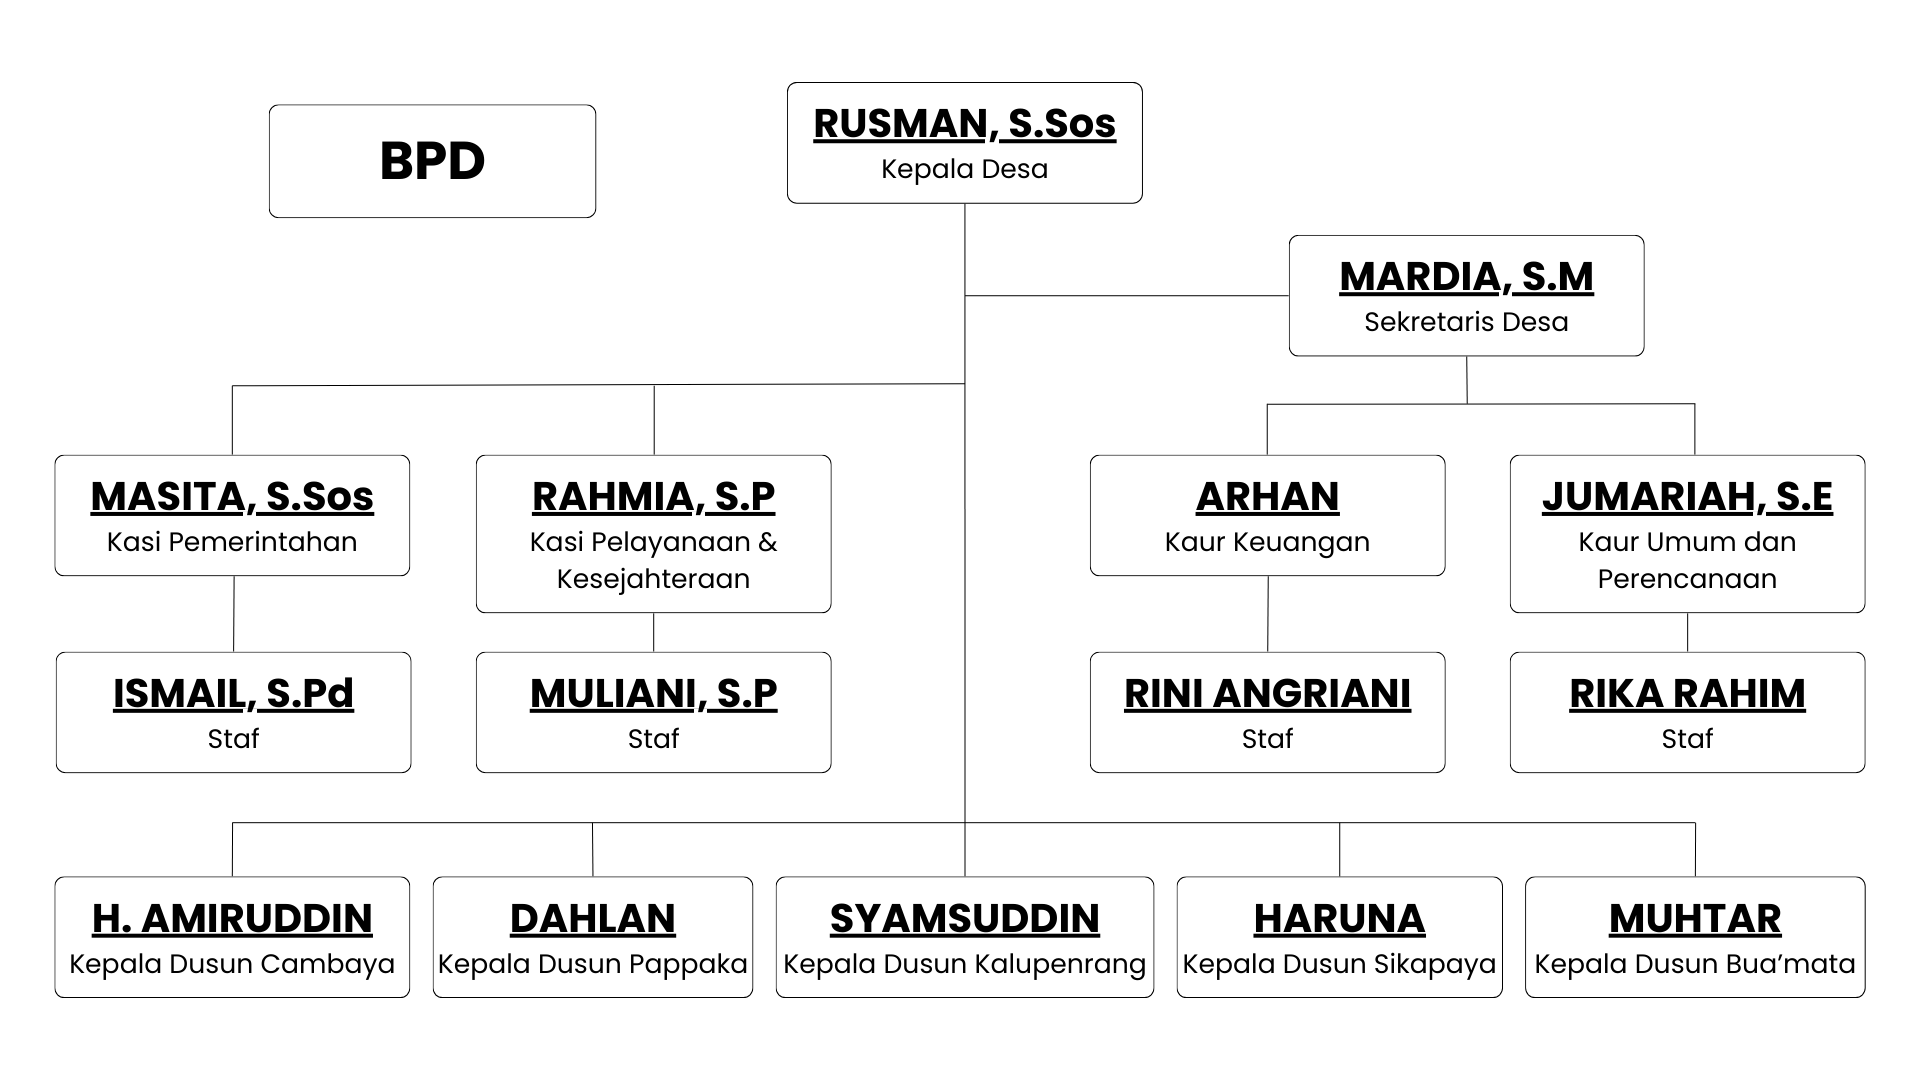 BPD
RUSMAN, S.Sos
Kepala Desa
MARDIA, S.M
Sekretaris Desa
MASITA, S.Sos
Kasi Pemerintahan
RAHMIA, S.P
Kasi Pelayanaan &
Kesejahteraan
ARHAN
Kaur Keuangan
JUMARIAH, S.E
Kaur Umum dan
Perencanaan
ISMAIL, S.Pd
Staf
MULIANI, S.P
Staf
RINI ANGRIANI
Staf
RIKA RAHIM
Staf
H. AMIRUDDIN
Kepala Dusun Cambaya
DAHLAN
Kepala Dusun Pappaka
SYAMSUDDIN
Kepala Dusun Kalupenrang
HARUNA
Kepala Dusun Sikapaya
MUHTAR
Kepala Dusun Bua’mata